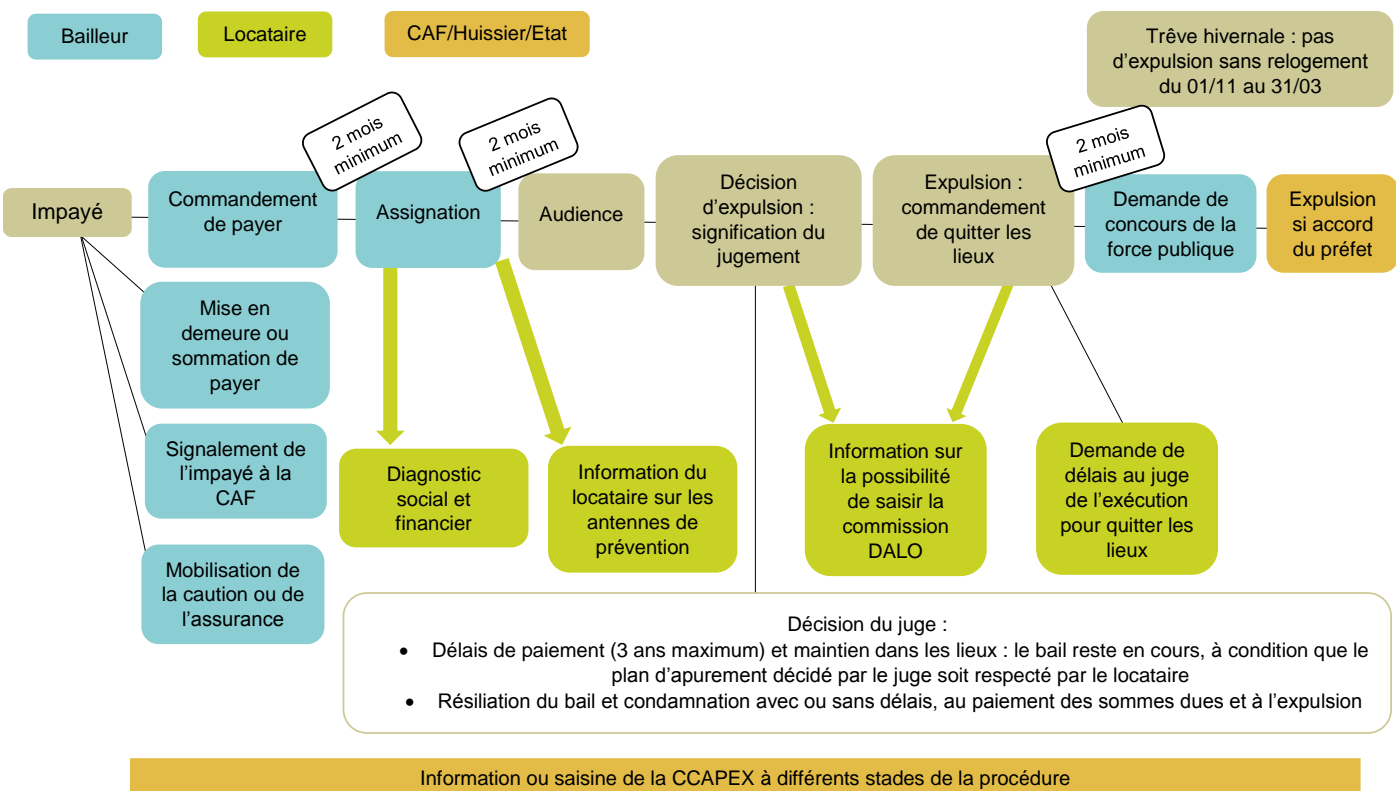 Bailleur
Locataire
CAF/Huissier/Etat
Trêve hivernale : pas
d’expulsion sans relogement
du 01/11 au 31/03
2 mois
minimum
2 mois
minimum
2 mois
minimum
Impayé
Commandement
de payer
Assignation
Audience
Décision
d’expulsion :
signification du
jugement
Expulsion :
commandement
de quitter les
lieux
Demande de
concours de la
force publique
Expulsion
si accord
du préfet
Mise en
demeure ou
sommation de
payer
Signalement de
l’impayé à la
CAF
Mobilisation de
la caution ou de
l’assurance
Diagnostic
social et
financier
Information du
locataire sur les
antennes de
prévention
Information sur
la possibilité
de saisir la
commission
DALO
Demande de
délais au juge
de l’exécution
pour quitter les
lieux
Décision du juge :
• Délais de paiement (3 ans maximum) et maintien dans les lieux : le bail reste en cours, à condition que le
plan d’apurement décidé par le juge soit respecté par le locataire
• Résiliation du bail et condamnation avec ou sans délais, au paiement des sommes dues et à l’expulsion
Information ou saisine de la CCAPEX à différents stades de la procédure